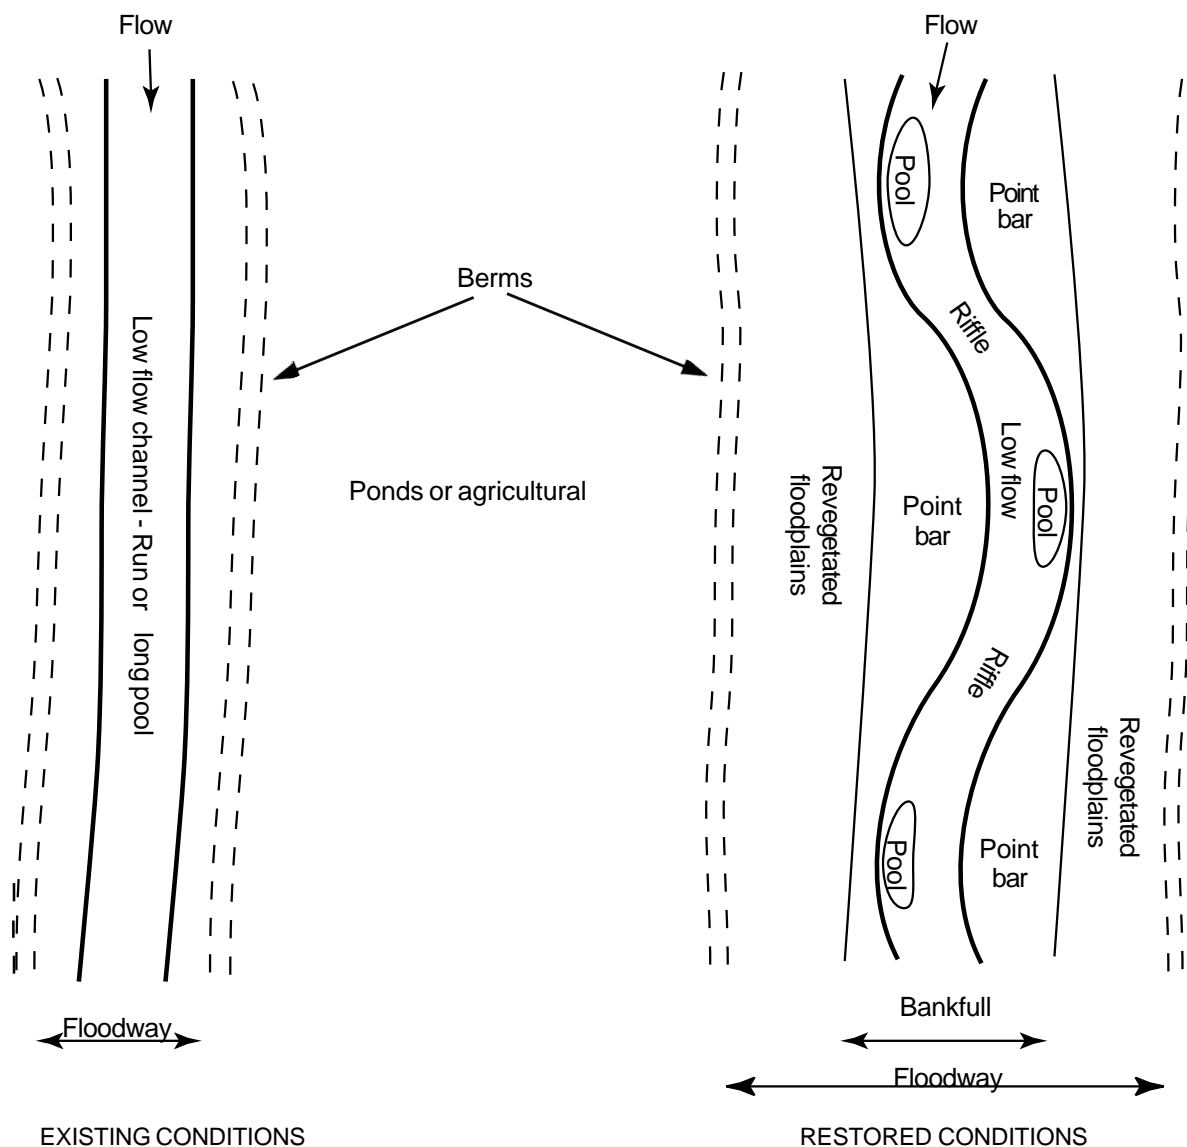 Flow
Flow
Pool
Point
bar
Berms
Riffle
Low flow channel - Run or long pool
Ponds or agricultural
Revegetated
floodplains
Point
bar
Low flow
Pool
Riffle
Revegetated
floodplains
Pool
Point
bar
Floodway
Bankfull
Floodway
EXISTING CONDITIONS
RESTORED CONDITIONS